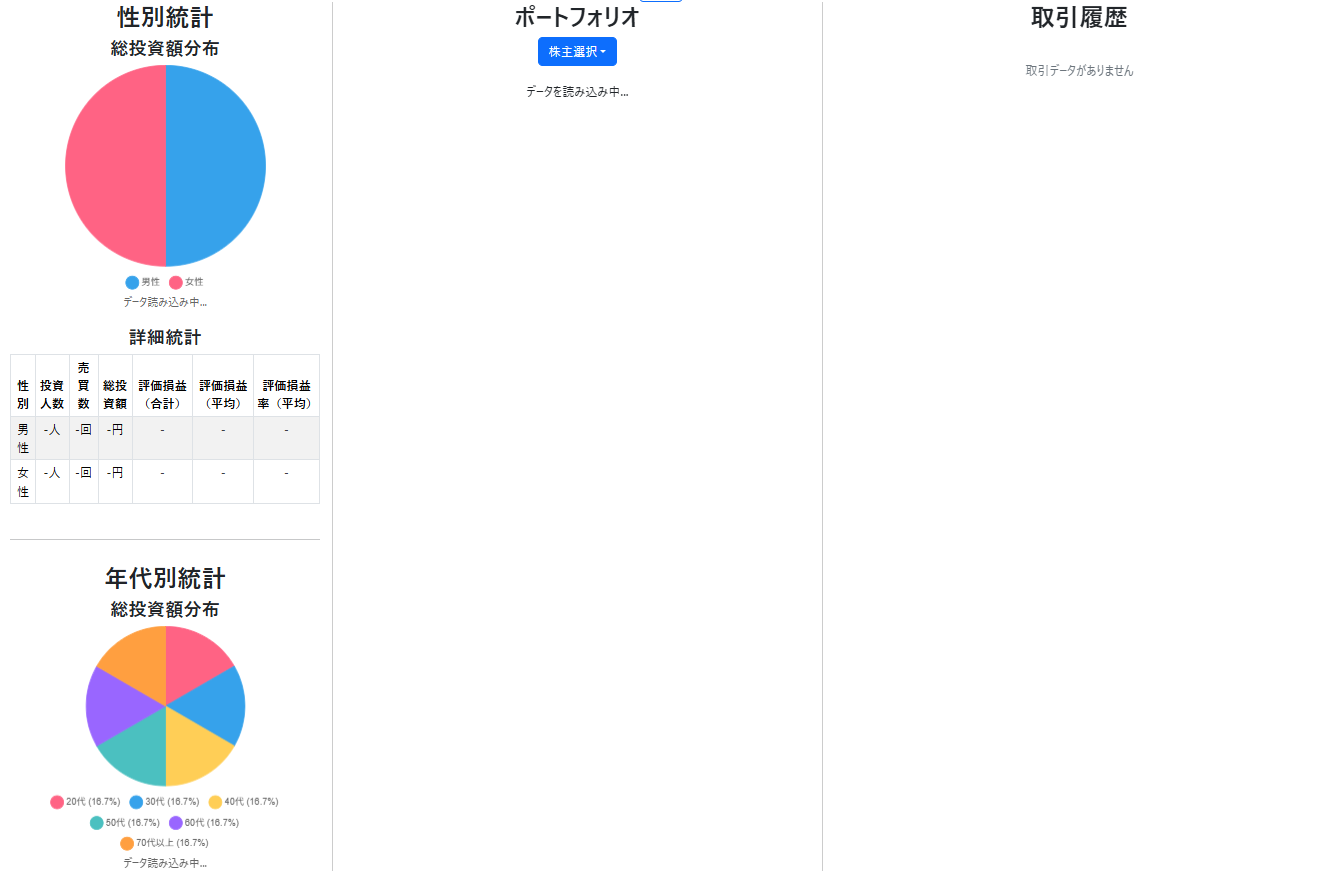 性別統計
総投資額分布
男性 女性
データ読み込み中...
詳細統計
性別 投資人数 売買数 総投資額 評価損益（合計） 評価損益（平均） 評価損益率（平均）
男性 -人 -回 -円 - - -
女性 -人 -回 -円 - - -
年代別統計
総投資額分布
20代 (16.7%) 30代 (16.7%) 40代 (16.7%)
50代 (16.7%) 60代 (16.7%)
70代以上 (16.7%)
データ読み込み中...
ポートフォリオ
株主選択
データを読み込み中...
取引履歴
取引データがありません